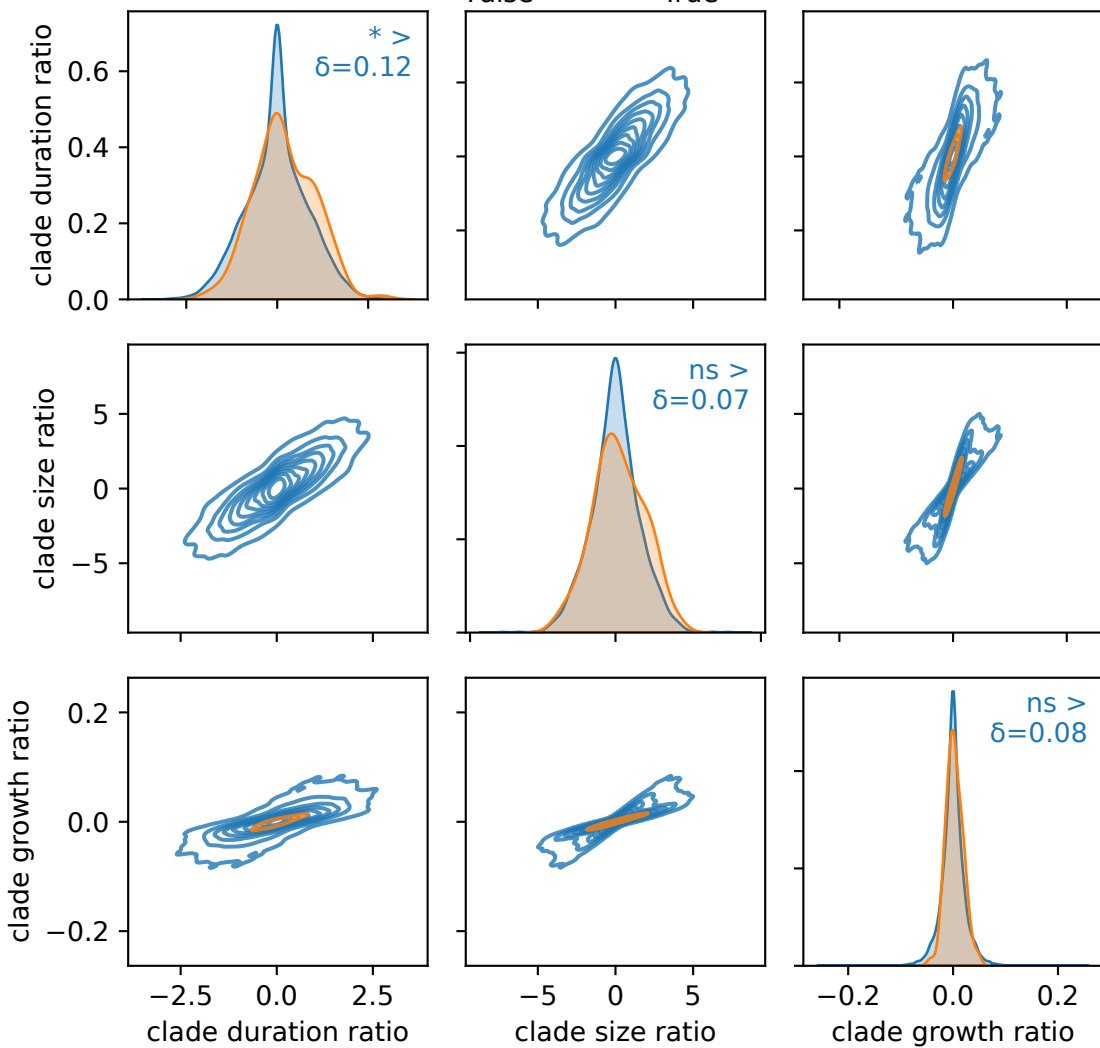 * >
δ=0.12
clade duration ratio
0.6
0.4
0.2
0.0
ns >
δ=0.07
clade size ratio
5
0
−5
ns >
δ=0.08
clade growth ratio
0.2
0.0
−0.2
−2.5 0.0 2.5
−5 0 5
−0.2 0.0 0.2
clade duration ratio
clade size ratio
clade growth ratio